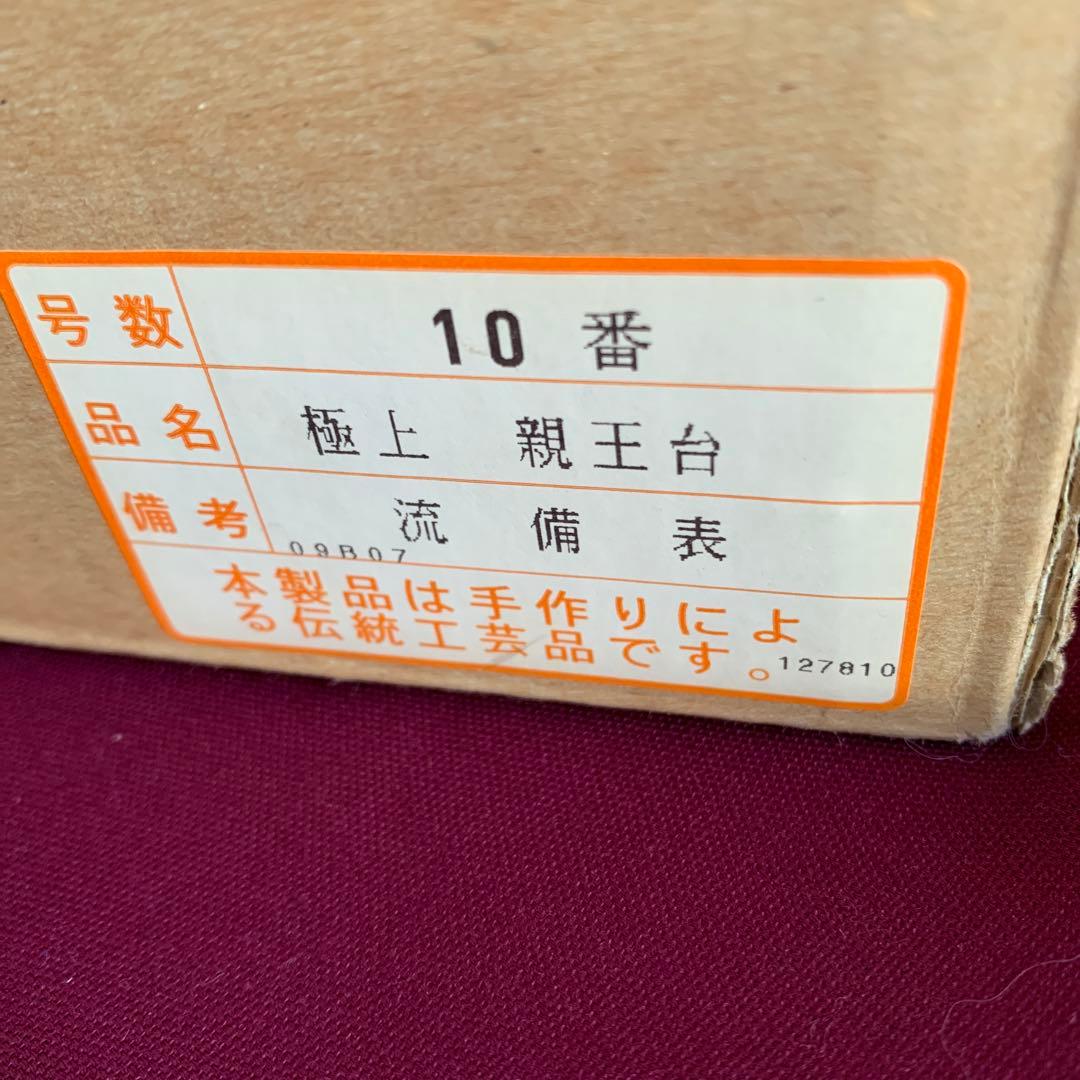 号数 10 番
品名 極上 親王台
備考 流 備 表
09B07
本製品は手作りによ
る伝統工芸品です。
127810